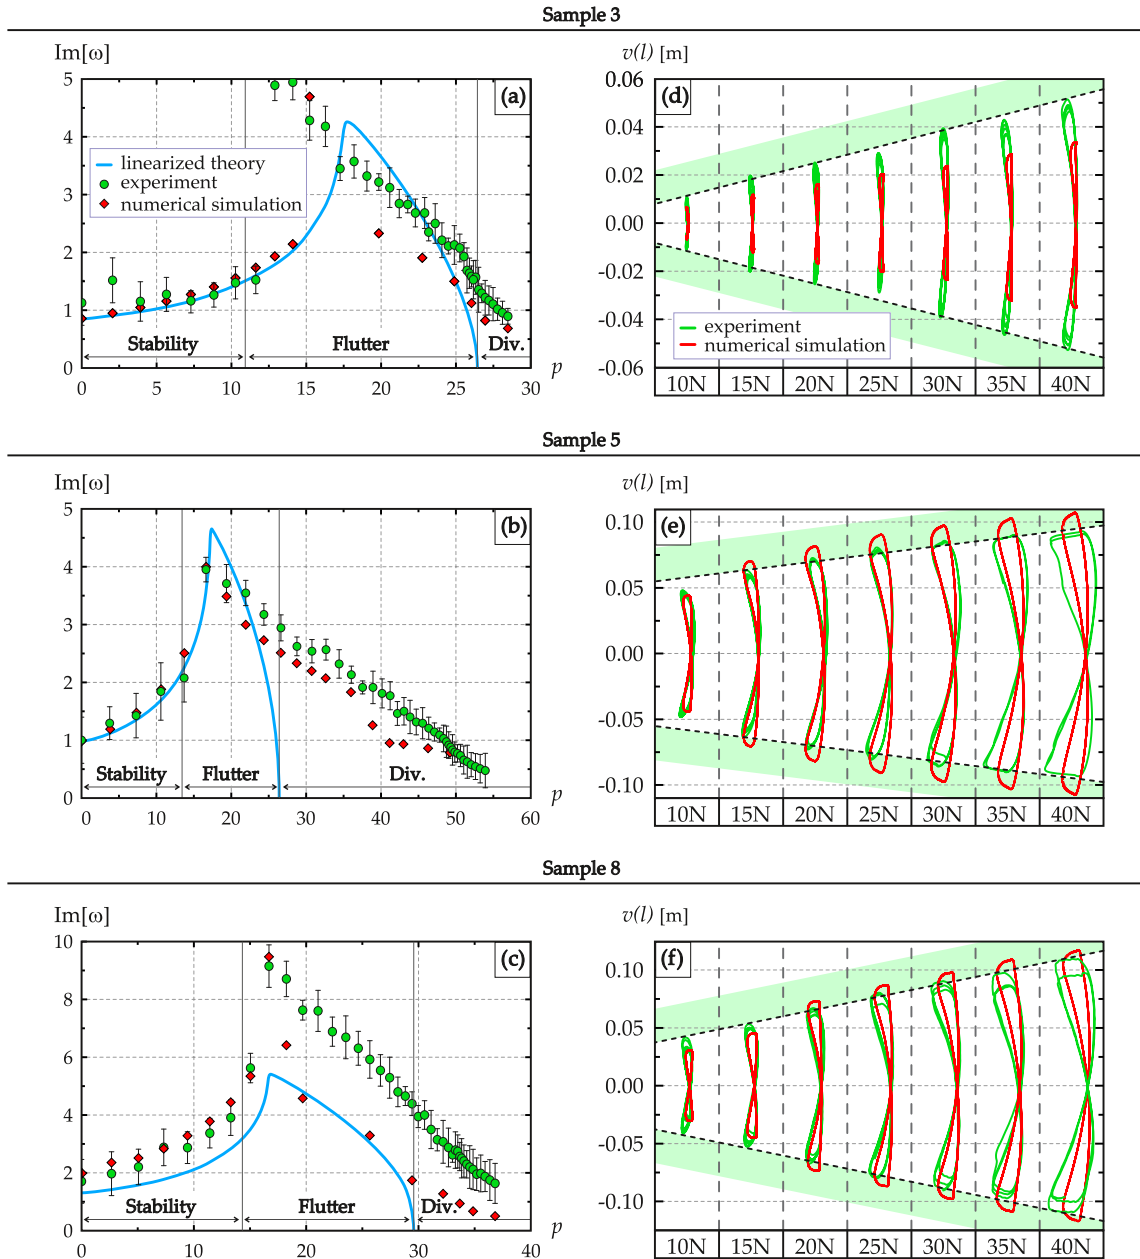 Sample 3
Im[ω]
5
4
3
2
1
0
(a)
linearized theory
experiment
numerical simulation
Stability
Flutter
Div.
0 5 10 15 20 25 30 p
v(l) [m]
0.06
0.04
0.02
0.00
-0.02
-0.04
-0.06
(d)
experiment
numerical simulation
10N 15N 20N 25N 30N 35N 40N
Sample 5
Im[ω]
5
4
3
2
1
0
(b)
Stability
Flutter
Div.
0 10 20 30 40 50 60 p
v(l) [m]
0.10
0.05
0.00
-0.05
-0.10
(e)
10N 15N 20N 25N 30N 35N 40N
Sample 8
Im[ω]
10
8
6
4
2
0
(c)
Stability
Flutter
Div.
0 10 20 30 40 p
v(l) [m]
0.10
0.05
0.00
-0.05
-0.10
(f)
10N 15N 20N 25N 30N 35N 40N